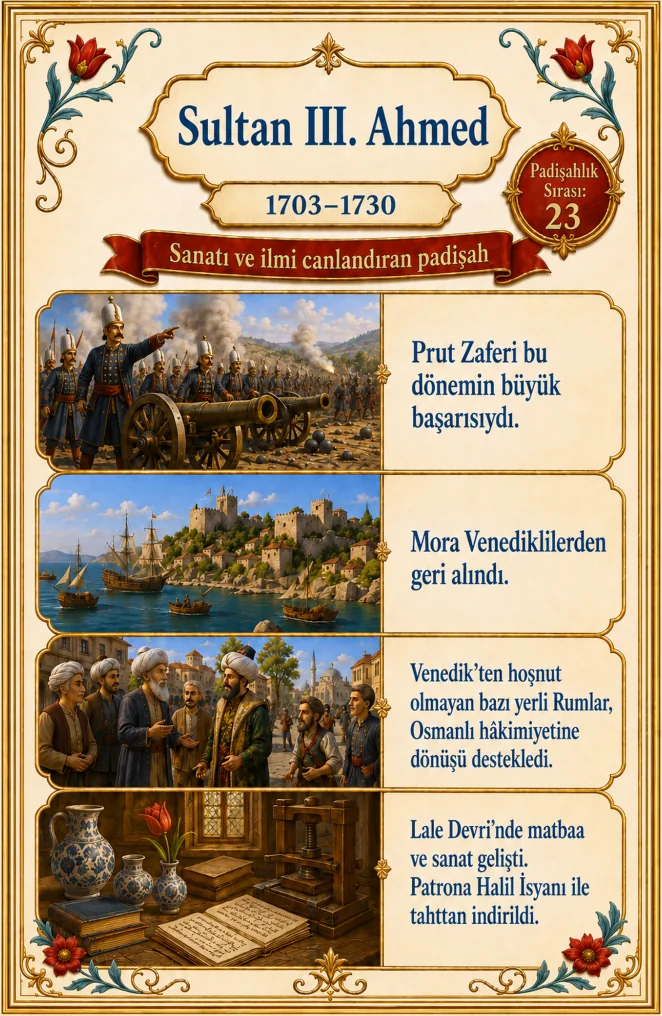 Sultan III. Ahmed
1703–1730
Padişahlık
Sırası:
23
Sanatı ve ilmi canlandıran padişah
Prut Zaferi bu
dönemin büyük
başarısıydı.
Mora Venediklilerden
geri alındı.
Venedik’ten hoşnut
olmayan bazı yerli Rumlar,
Osmanlı hâkimiyetine
dönüşü destekledi.
Lale Devri’nde matbaa
ve sanat gelişti.
Patrona Halil İsyanı ile
tahttan indirildi.